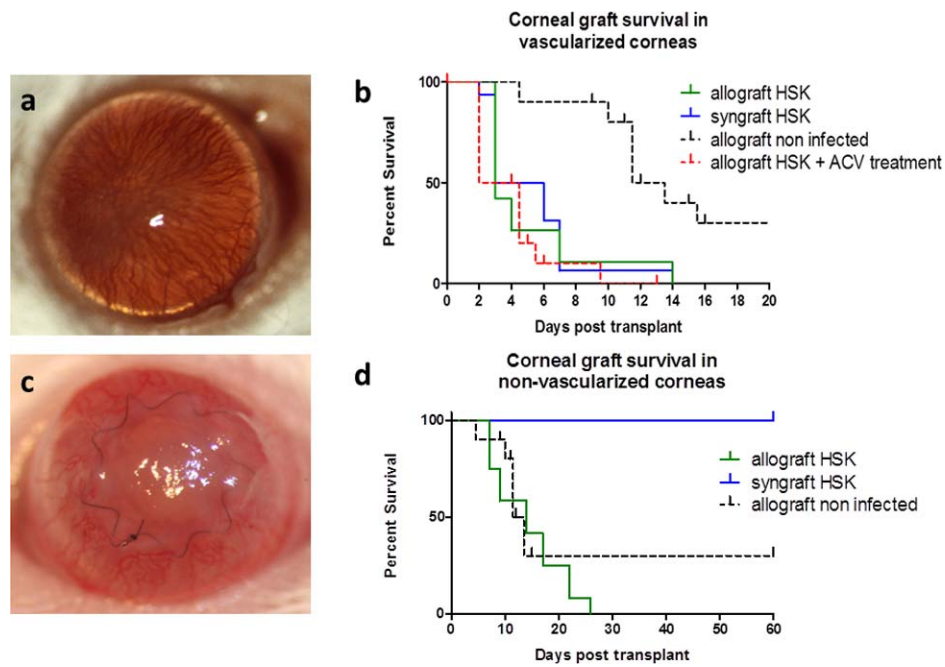 a
b
Corneal graft survival in
vascularized corneas
Percent Survival
100
50
0
0 2 4 6 8 10 12 14 16 18 20
Days post transplant
allograft HSK
syngraft HSK
allograft non infected
allograft HSK + ACV treatment
c
d
Corneal graft survival in
non-vascularized corneas
Percent Survival
100
50
0
0 10 20 30 40 50 60
Days post transplant
allograft HSK
syngraft HSK
allograft non infected